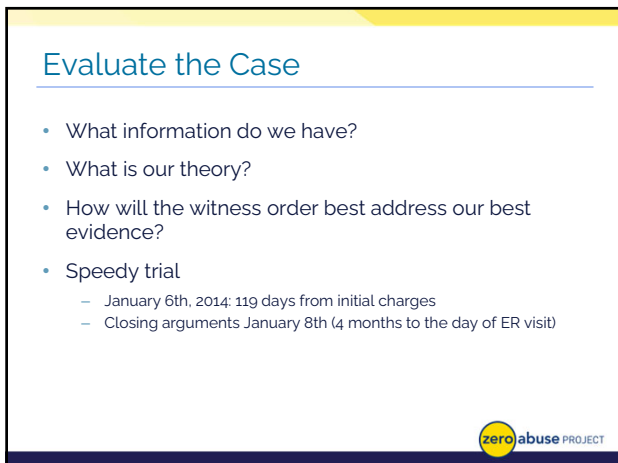 Evaluate the Case
• What information do we have?
• What is our theory?
• How will the witness order best address our best
evidence?
• Speedy trial
– January 6th, 2014: 119 days from initial charges
– Closing arguments January 8th (4 months to the day of ER visit)
zero abuse PROJECT